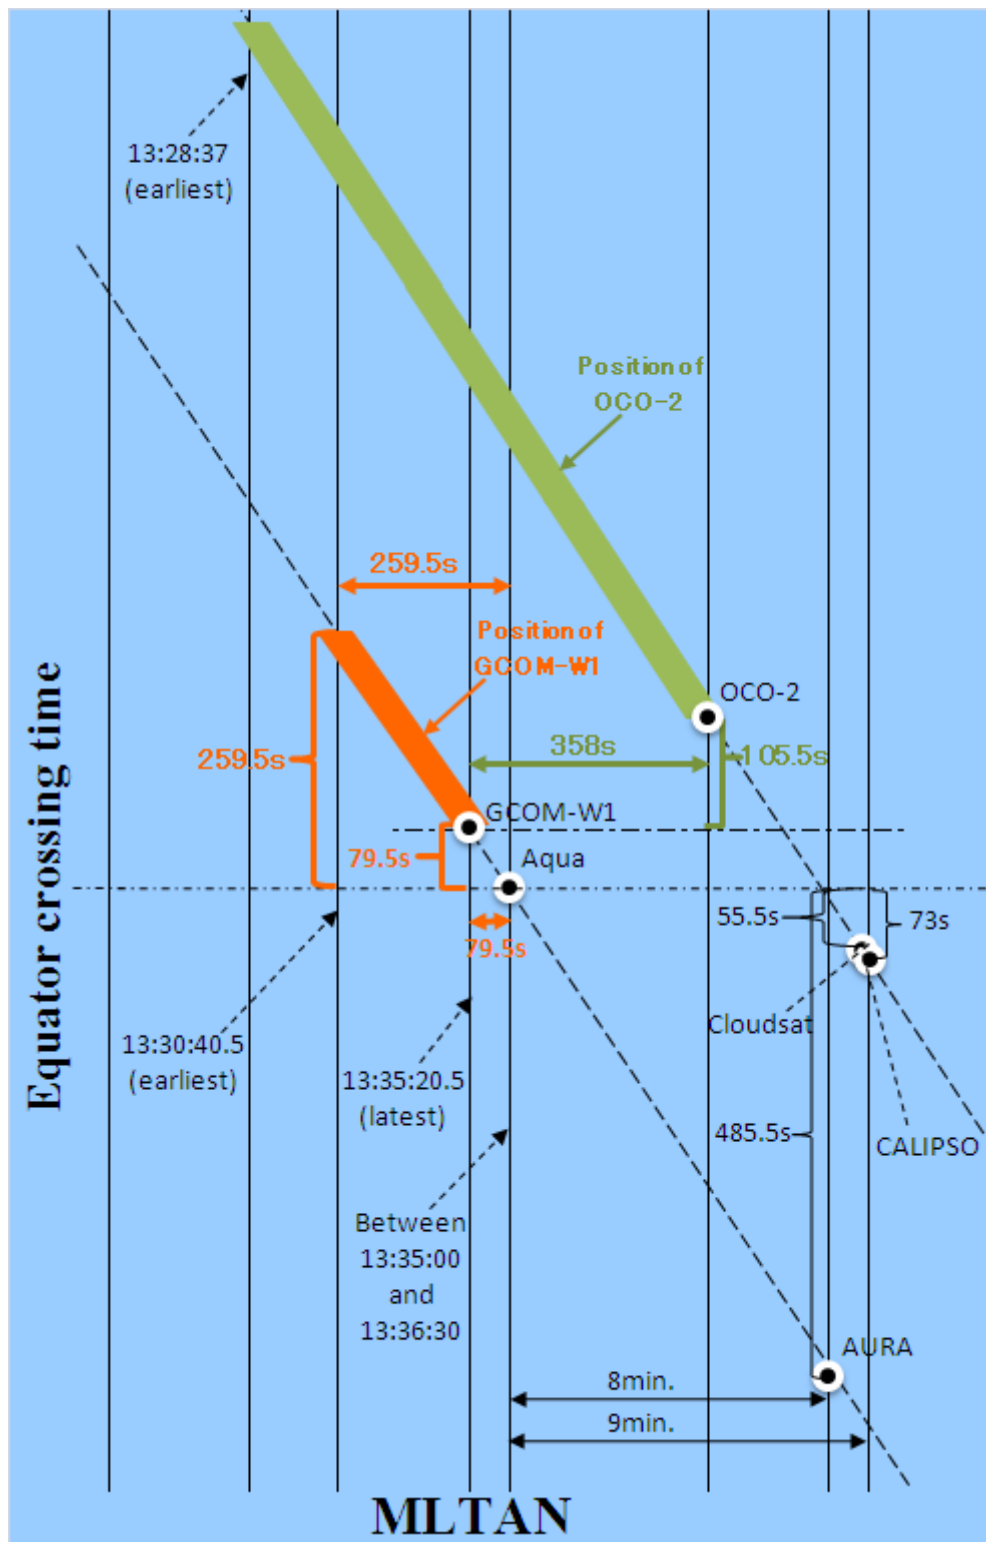 13:28:37
(earliest)
Position of
OCO-2
259.5s
Position of
GCOM-W1
OCO-2
259.5s
358s
105.5s
GCOM-W1
79.5s
Aqua
55.5s
73s
79.5s
Cloudsat
13:30:40.5
(earliest)
13:35:20.5
(latest)
485.5s
CALIPSO
Between
13:35:00
and
13:36:30
AURA
8min.
9min.
Equator crossing time
MLTAN